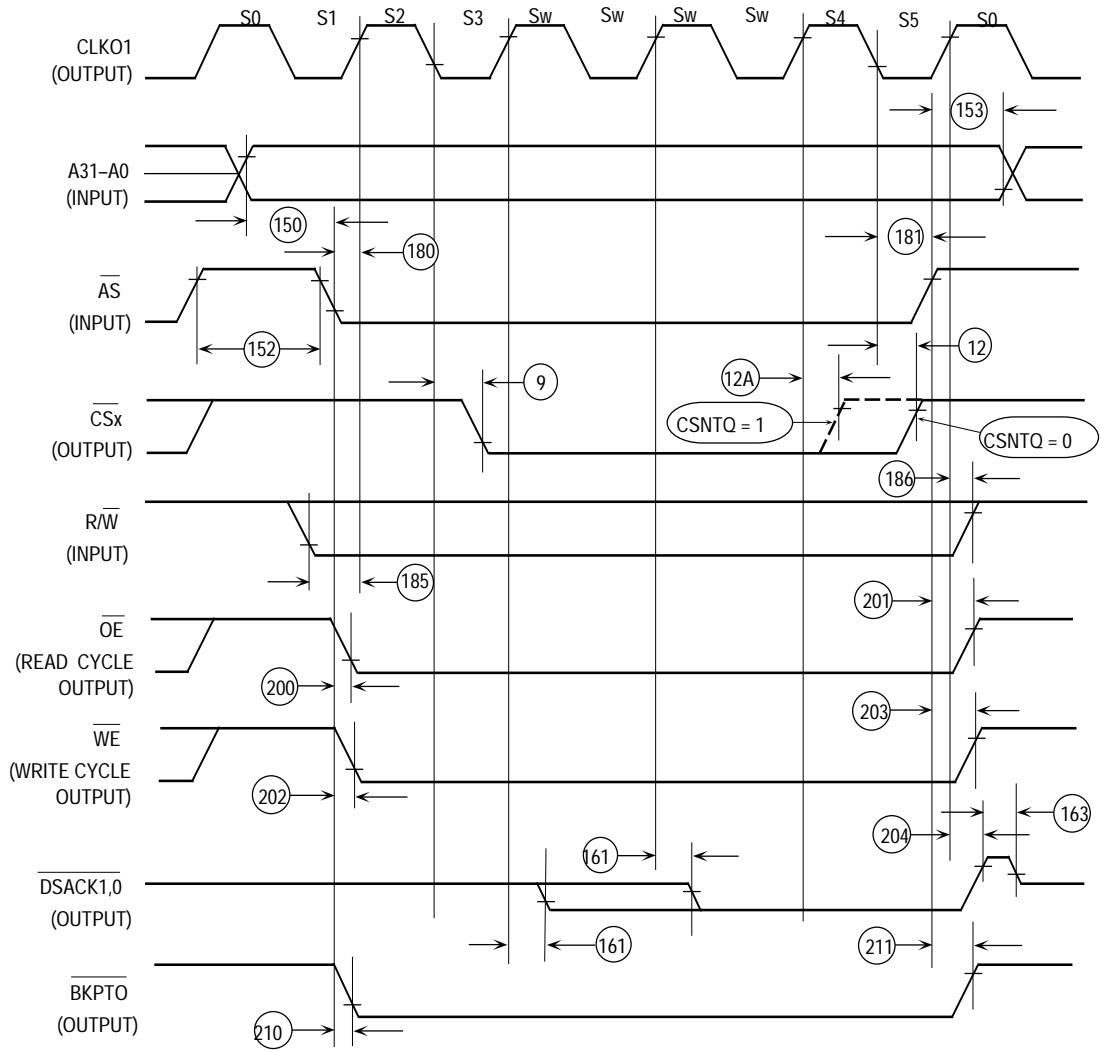 S0 S1 S2 S3 Sw Sw Sw Sw S4 S5 S0
CLKO1
(OUTPUT)
153
A31–A0
(INPUT)
150
180
181
AS
(INPUT)
152
12
9
12A
CSx
(OUTPUT)
CSNTQ = 1
CSNTQ = 0
186
R/W
(INPUT)
185
201
OE
(READ CYCLE
OUTPUT)
200
203
WE
(WRITE CYCLE
OUTPUT)
202
163
204
161
DSACK1,0
(OUTPUT)
161
211
BKPTO
(OUTPUT)
210